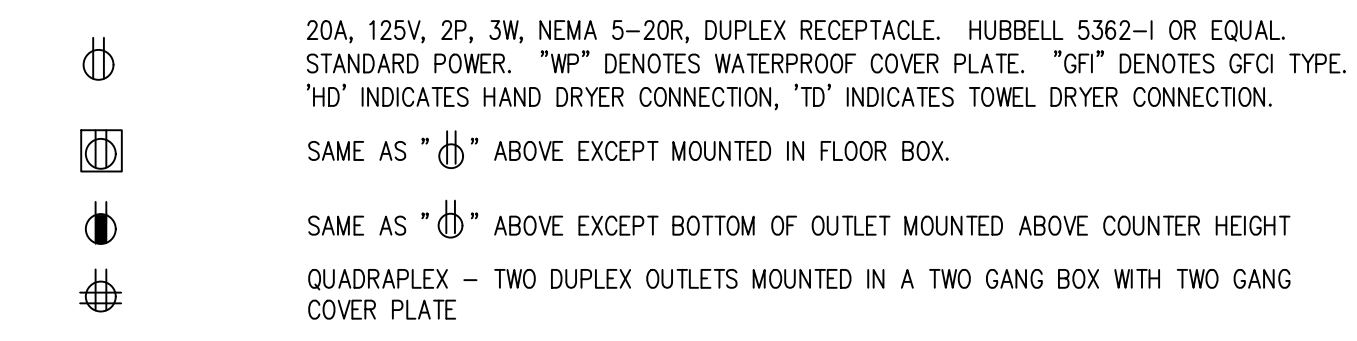 20A, 125V, 2P, 3W, NEMA 5-20R, DUPLEX RECEPTACLE. HUBBELL 5362-I OR EQUAL.
STANDARD POWER. "WP" DENOTES WATERPROOF COVER PLATE. "GFI" DENOTES GFCI TYPE.
'HD' INDICATES HAND DRYER CONNECTION, 'TD' INDICATES TOWEL DRYER CONNECTION.
SAME AS " " ABOVE EXCEPT MOUNTED IN FLOOR BOX.
SAME AS " " ABOVE EXCEPT BOTTOM OF OUTLET MOUNTED ABOVE COUNTER HEIGHT
QUADRAPLEX - TWO DUPLEX OUTLETS MOUNTED IN A TWO GANG BOX WITH TWO GANG
COVER PLATE